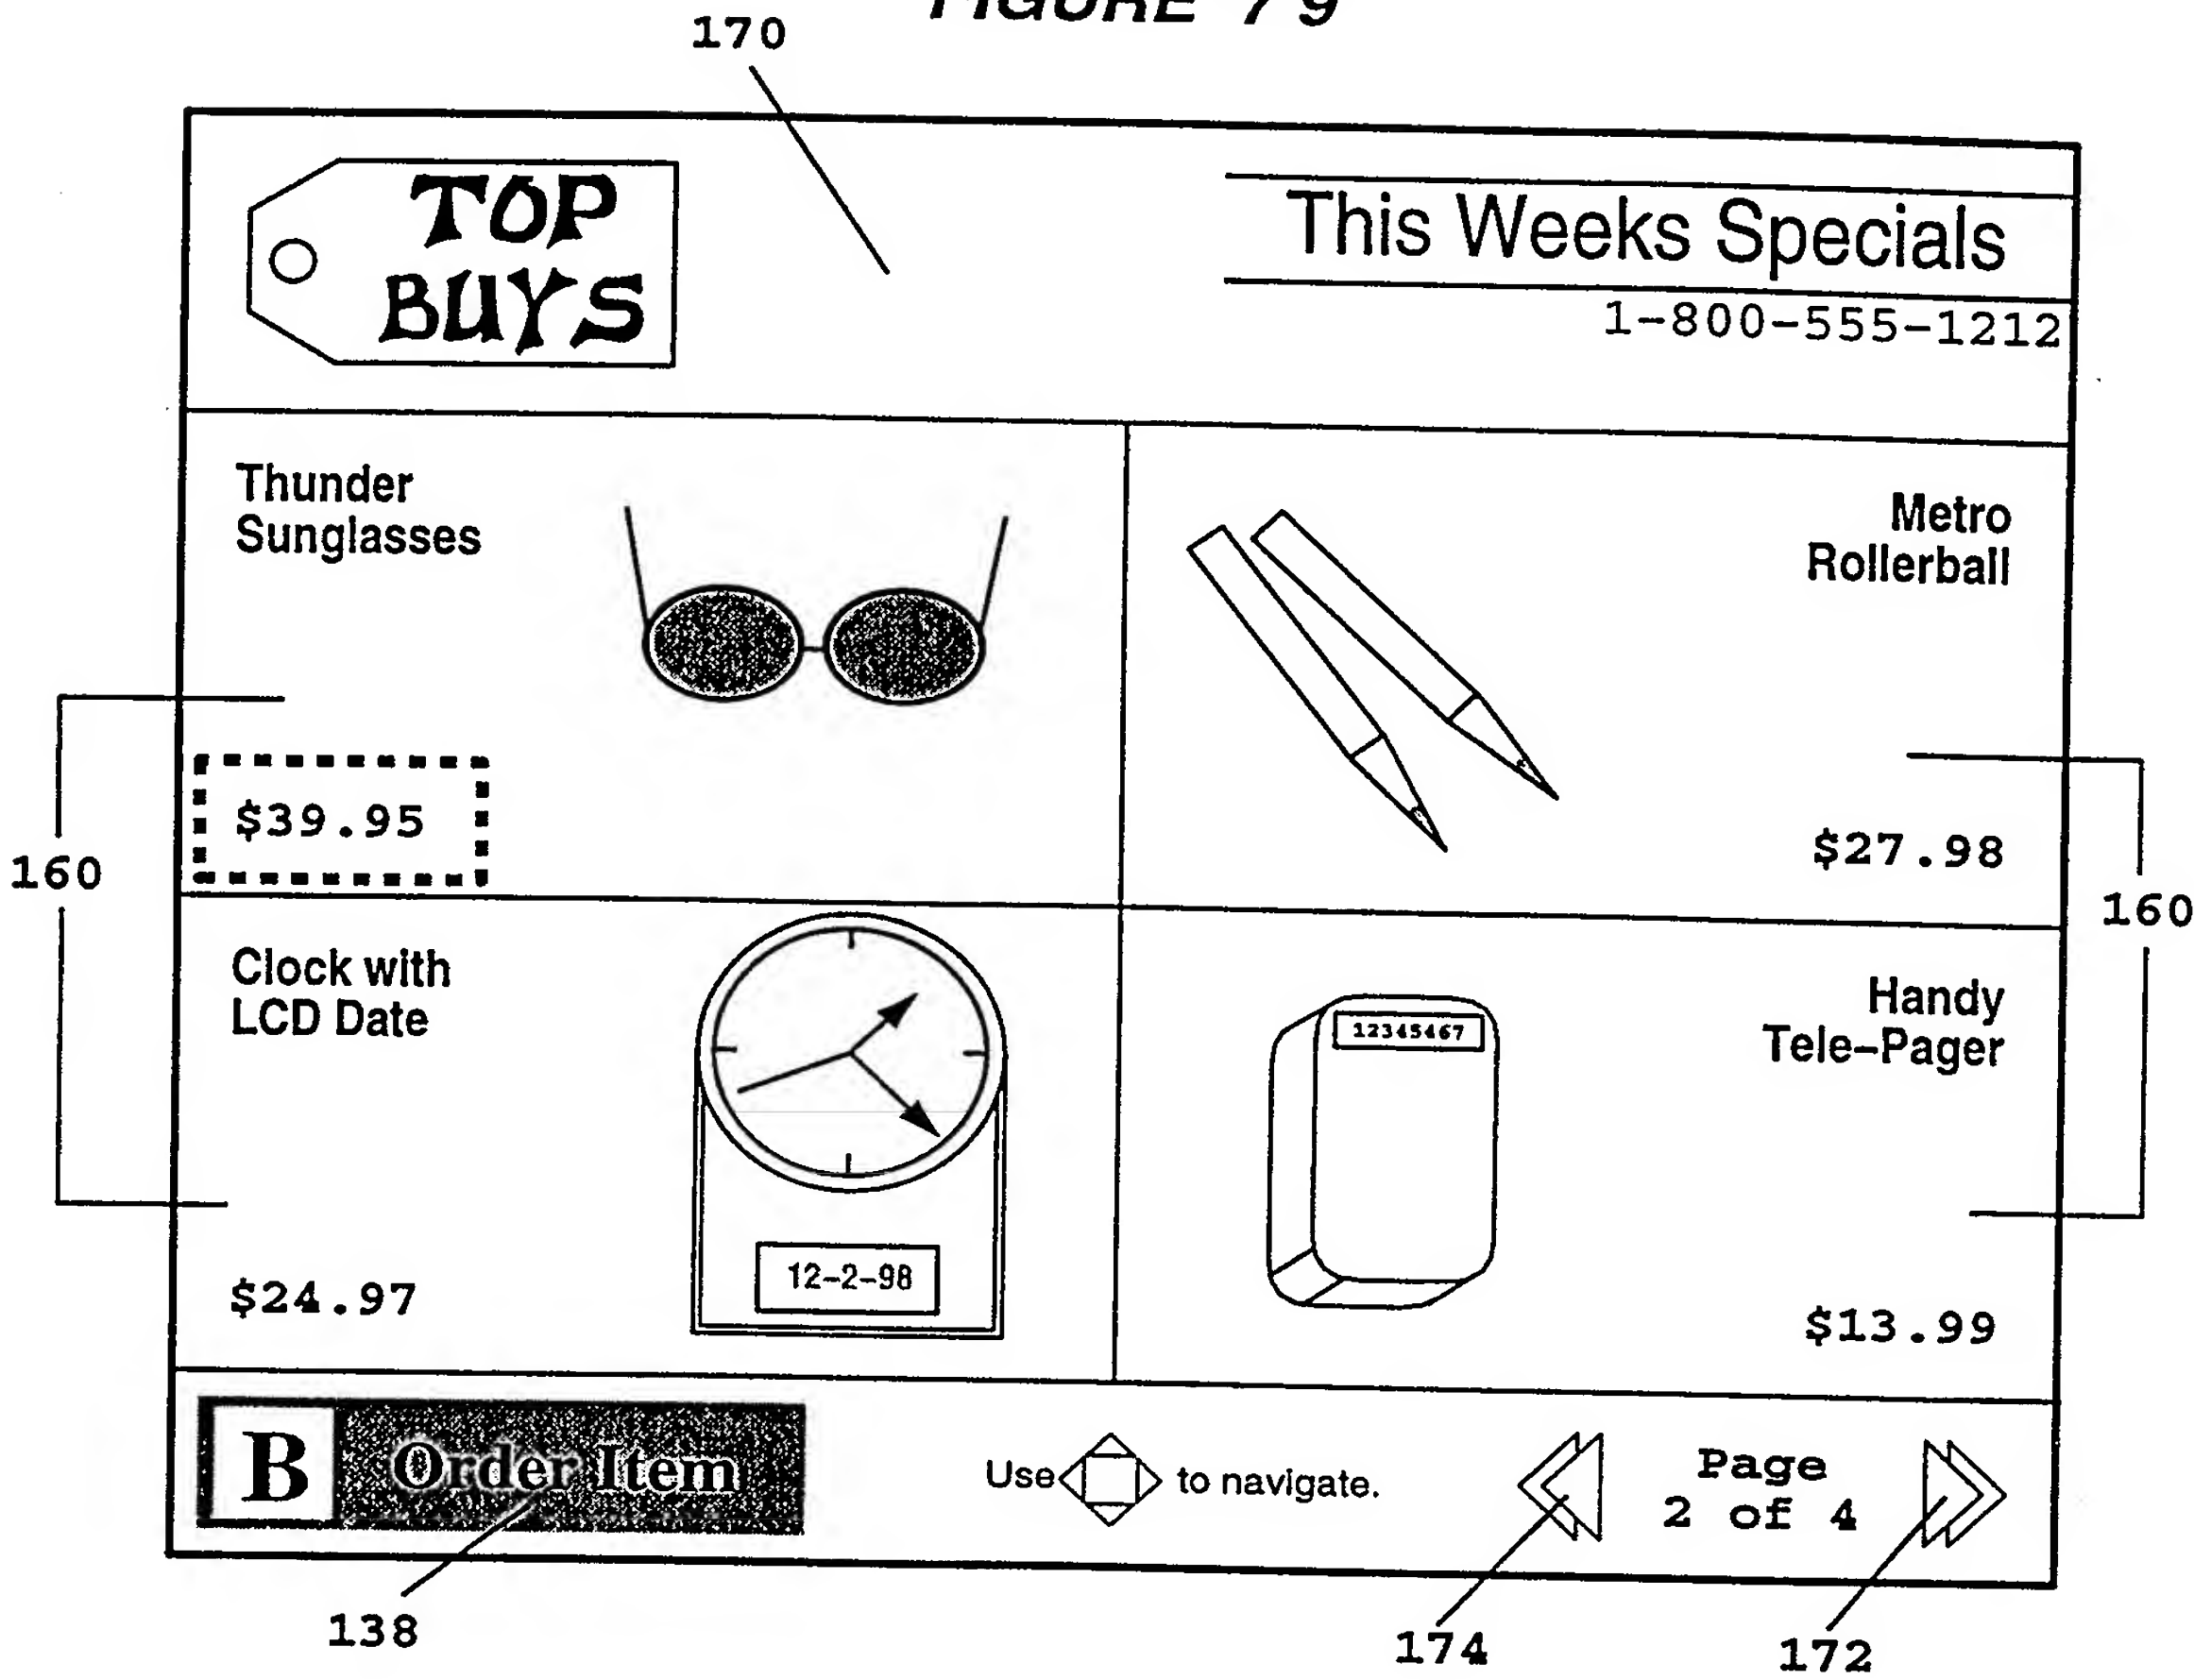 FIGURE 79
170
TOP
BUYS
This Weeks Specials
1-800-555-1212
Thunder
Sunglasses
Metro
Rollerball
$39.95
$27.98
160
160
Clock with
LCD Date
Handy
Tele-Pager
12345467
12-2-98
$24.97
$13.99
B Order Item
Use to navigate.
Page
2 of 4
138
174
172